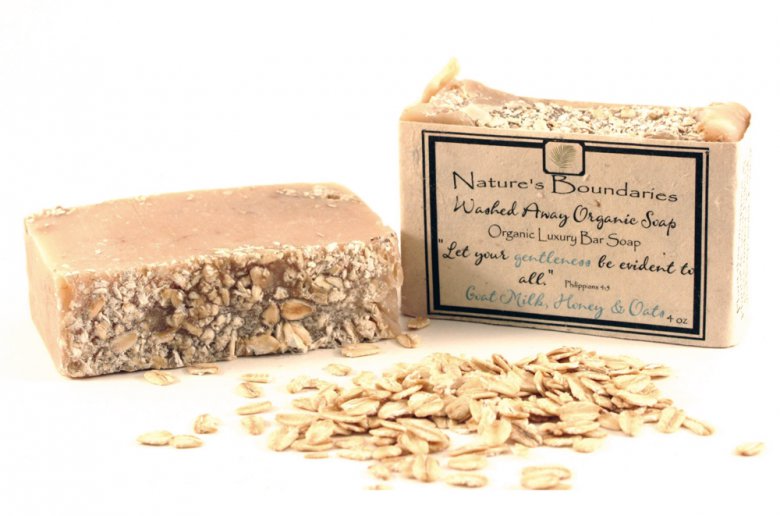 Nature's Boundaries
Washed Away Organic Soap
Organic Luxury Bar Soap
"Let your gentleness be evident to
all." Philippians 4:5
Goat Milk, Honey & Oats 4 oz